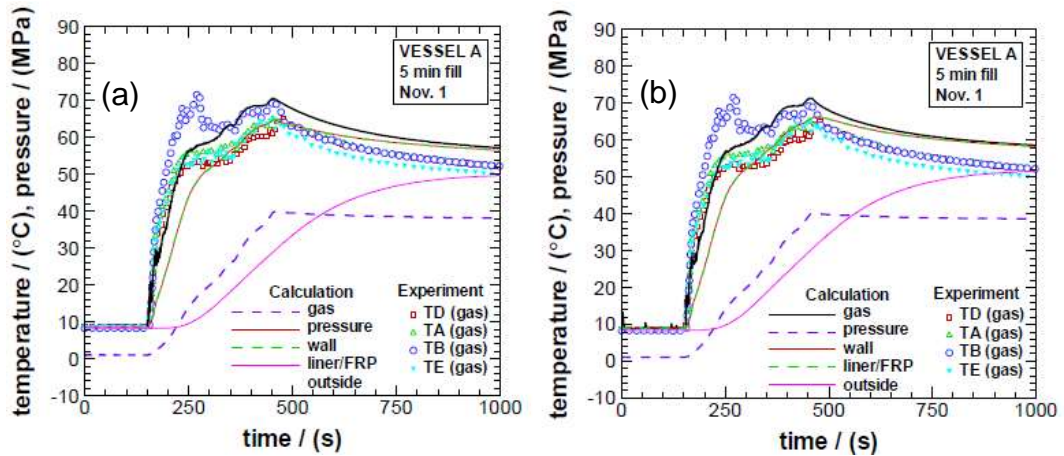 temperature / (°C), pressure / (MPa)
90
80
70
60
50
40
30
20
10
0
-10
(a)
VESSEL A
5 min fill
Nov. 1
Calculation
gas
pressure
wall
liner/FRP
outside
Experiment
TD (gas)
TA (gas)
TB (gas)
TE (gas)
0 250 500 750 1000
time / (s)
temperature / (°C), pressure / (MPa)
90
80
70
60
50
40
30
20
10
0
-10
(b)
VESSEL A
5 min fill
Nov. 1
Calculation
gas
pressure
wall
liner/FRP
outside
Experiment
TD (gas)
TA (gas)
TB (gas)
TE (gas)
0 250 500 750 1000
time / (s)